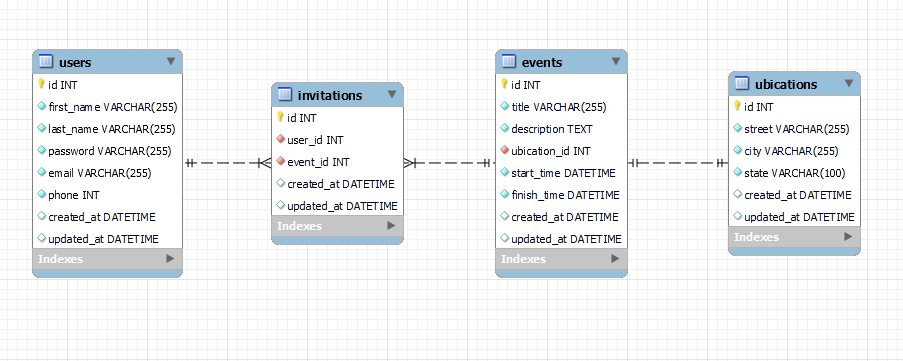 users
id INT
first_name VARCHAR(255)
last_name VARCHAR(255)
password VARCHAR(255)
email VARCHAR(255)
phone INT
created_at DATETIME
updated_at DATETIME
Indexes
invitations
id INT
user_id INT
event_id INT
created_at DATETIME
updated_at DATETIME
Indexes
events
id INT
title VARCHAR(255)
description TEXT
ubication_id INT
start_time DATETIME
finish_time DATETIME
created_at DATETIME
updated_at DATETIME
Indexes
ubications
id INT
street VARCHAR(255)
city VARCHAR(255)
state VARCHAR(100)
created_at DATETIME
updated_at DATETIME
Indexes